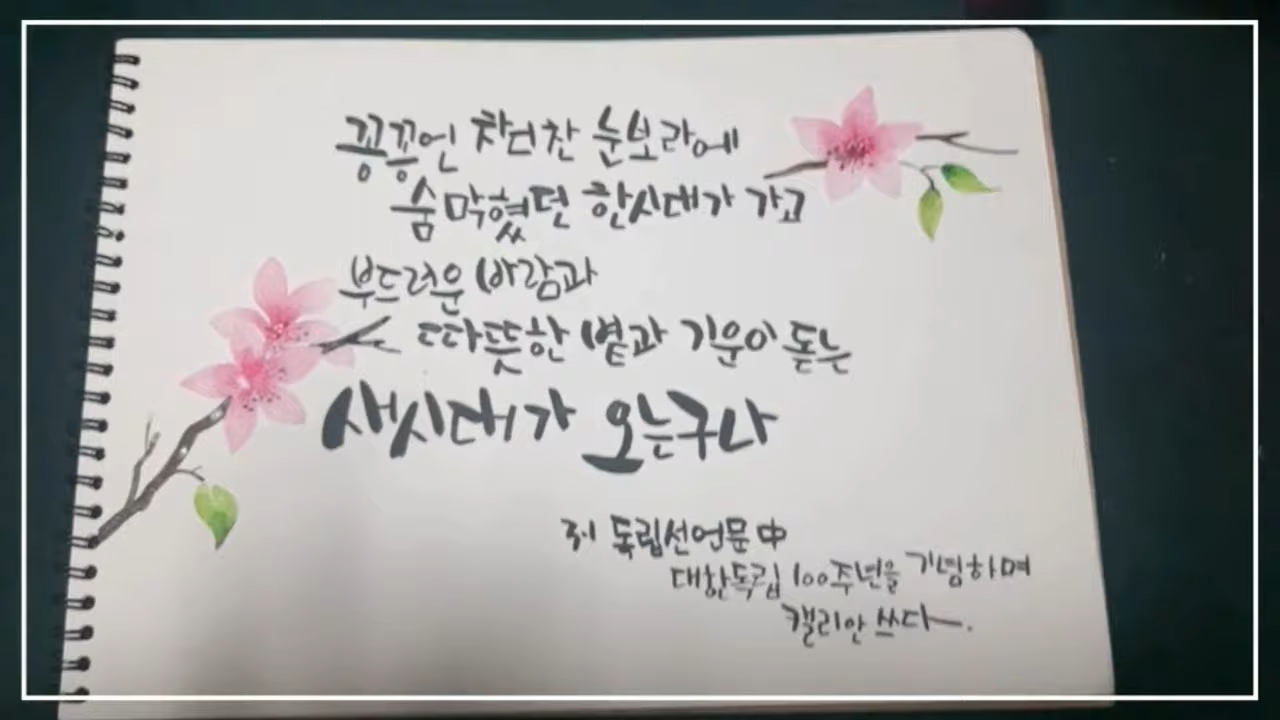 꽁꽁언 차디찬 눈보라에
숨막혔던 한시대가 가고
부드러운 바람과
따뜻한 볕과 기운이 돋는
새시대가 오는구나
3·1 독립선언문 中
대한독립 100주년을 기념하며
캘리안 쓰다